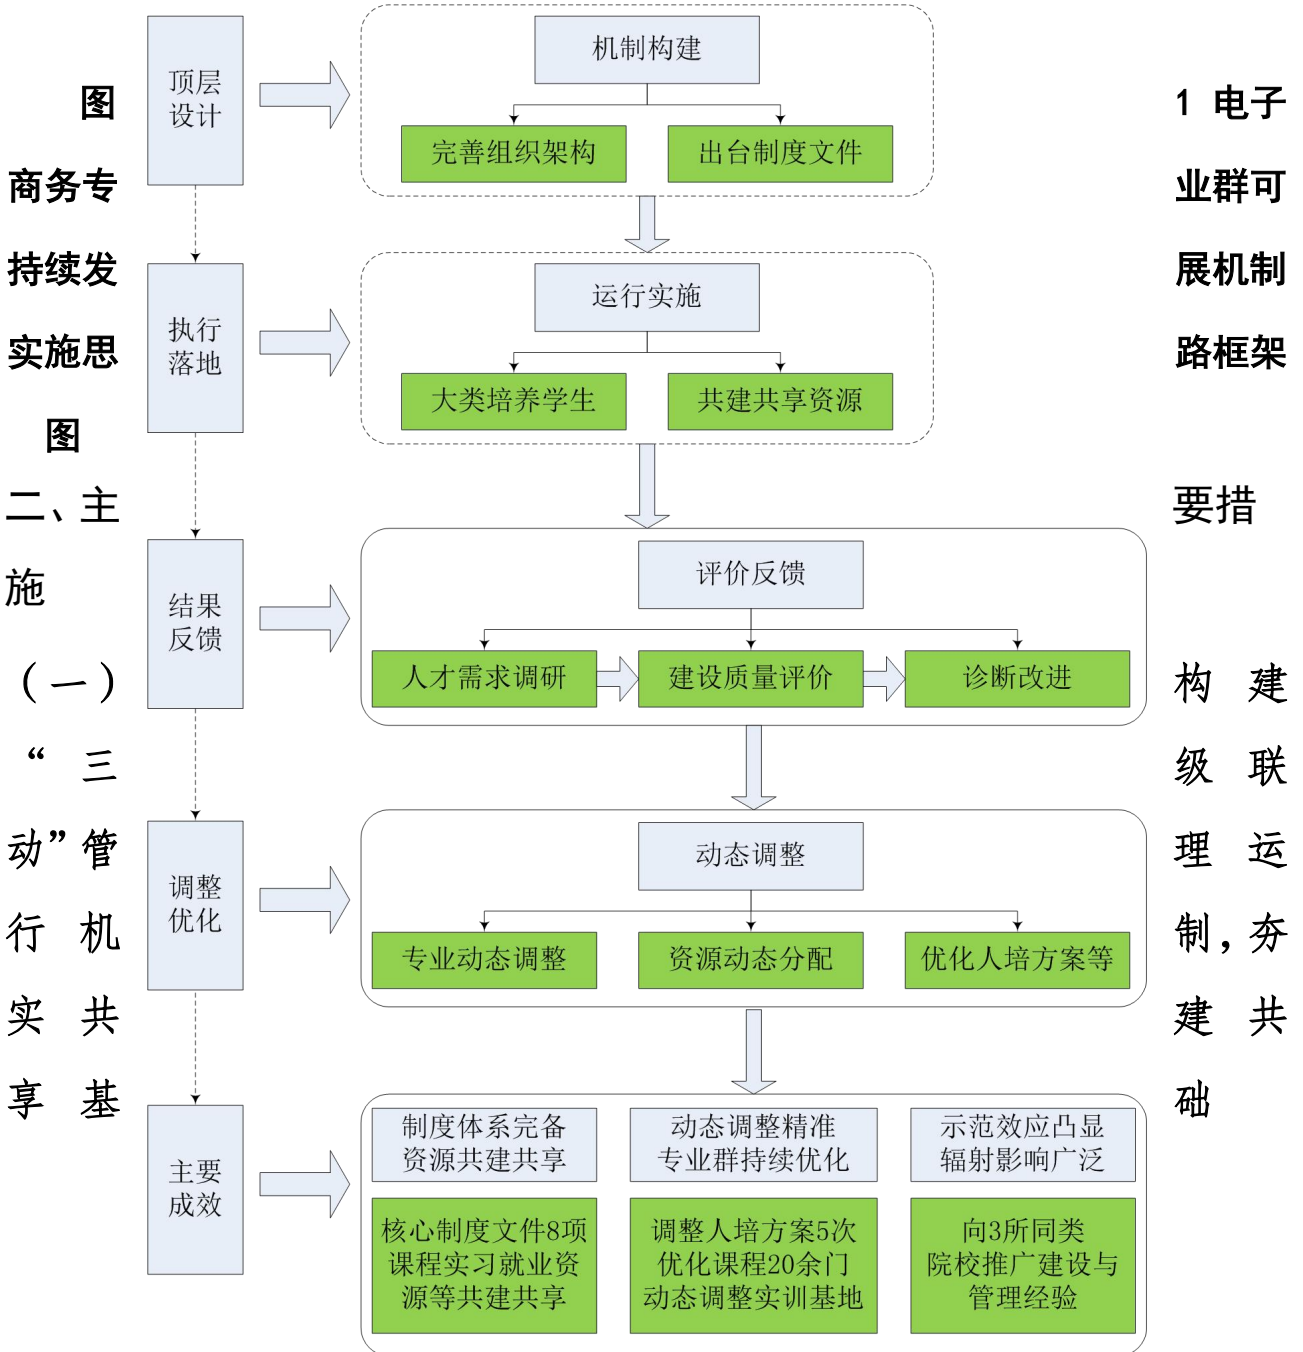 图 1 电子
商务专 业群可
持续发 展机制
实施思 路框架
图
二、主 要措
施
（一） 构 建
“ 三 级 联
动”管 理 运
行 机 制，夯
实 共 建 共
享 基 础
顶层
设计
机制构建
完善组织架构
出台制度文件
执行
落地
运行实施
大类培养学生
共建共享资源
结果
反馈
评价反馈
人才需求调研
建设质量评价
诊断改进
调整
优化
动态调整
专业动态调整
资源动态分配
优化人培方案等
主要
成效
制度体系完备
资源共建共享
动态调整精准
专业群持续优化
示范效应凸显
辐射影响广泛
核心制度文件8项
课程实习就业资
源等共建共享
调整人培方案5次
优化课程20余门
动态调整实训基地
向3所同类
院校推广建设与
管理经验